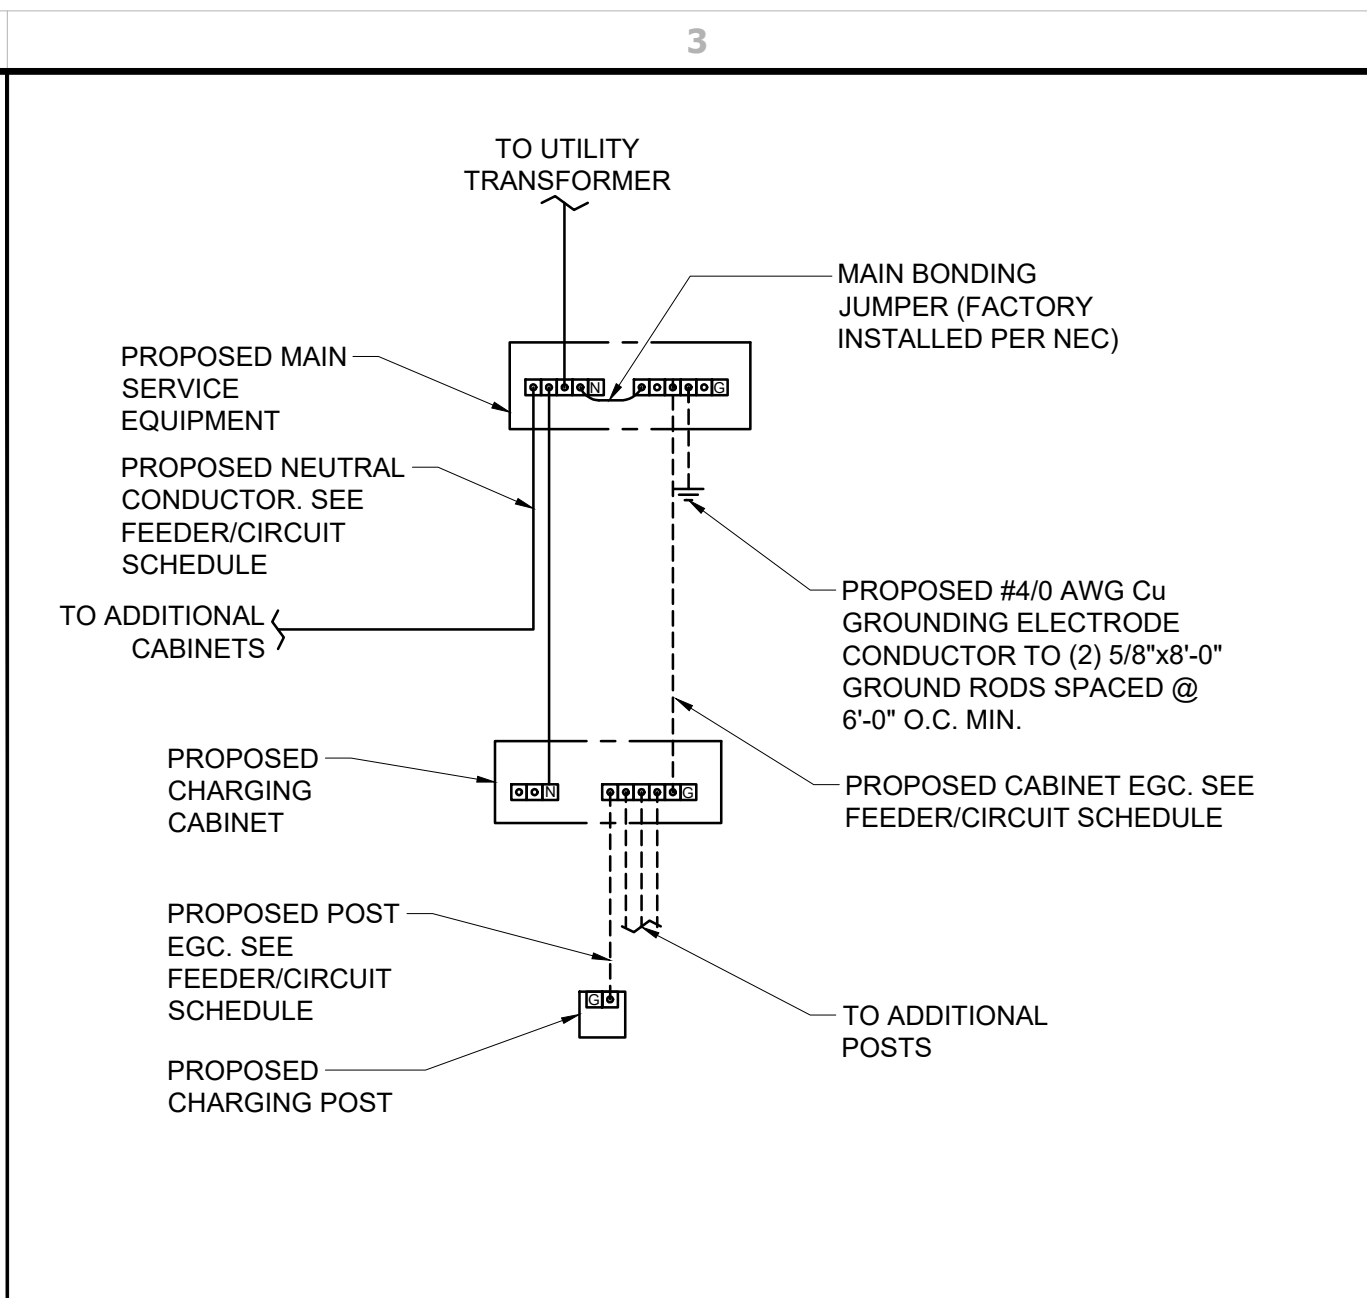 3
TO UTILITY
TRANSFORMER
MAIN BONDING
JUMPER (FACTORY
INSTALLED PER NEC)
PROPOSED MAIN
SERVICE
EQUIPMENT
N
G
PROPOSED NEUTRAL
CONDUCTOR. SEE
FEEDER/CIRCUIT
SCHEDULE
TO ADDITIONAL
CABINETS
PROPOSED #4/0 AWG Cu
GROUNDING ELECTRODE
CONDUCTOR TO (2) 5/8"x8'-0"
GROUND RODS SPACED @
6'-0" O.C. MIN.
PROPOSED
CHARGING
CABINET
N
G
PROPOSED CABINET EGC. SEE
FEEDER/CIRCUIT SCHEDULE
PROPOSED POST
EGC. SEE
FEEDER/CIRCUIT
SCHEDULE
G
TO ADDITIONAL
POSTS
PROPOSED
CHARGING POST